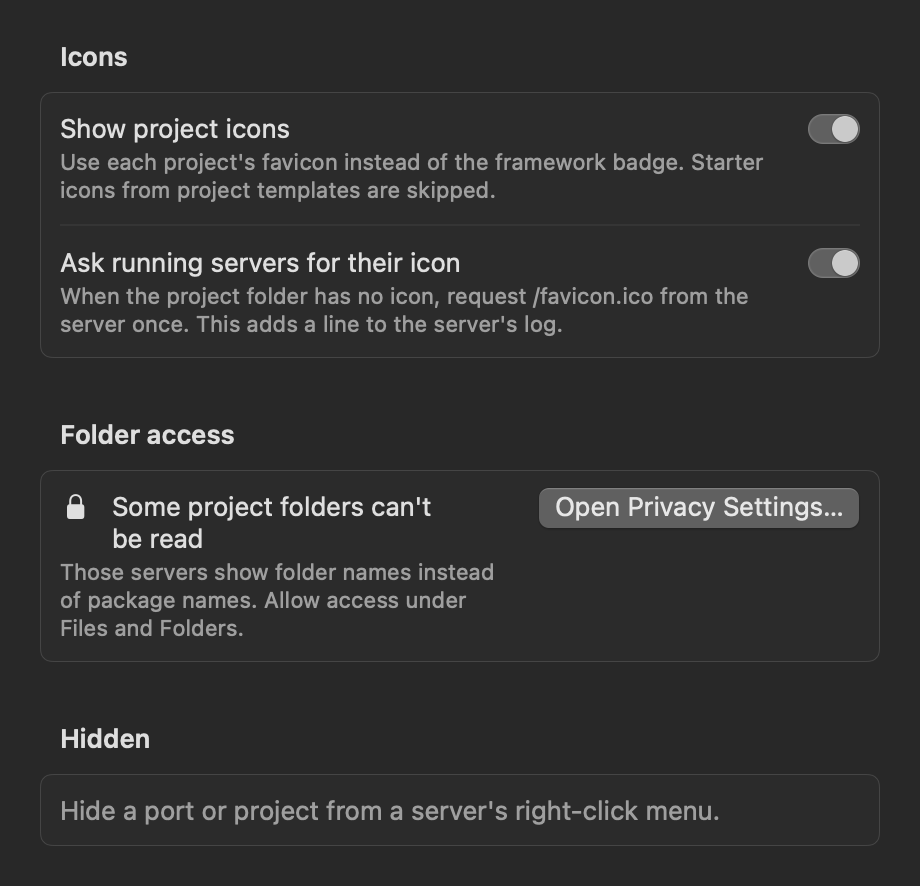 Icons
Show project icons
Use each project's favicon instead of the framework badge. Starter
icons from project templates are skipped.
Ask running servers for their icon
When the project folder has no icon, request /favicon.ico from the
server once. This adds a line to the server's log.
Folder access
Some project folders can't
be read
Open Privacy Settings...
Those servers show folder names instead
of package names. Allow access under
Files and Folders.
Hidden
Hide a port or project from a server's right-click menu.